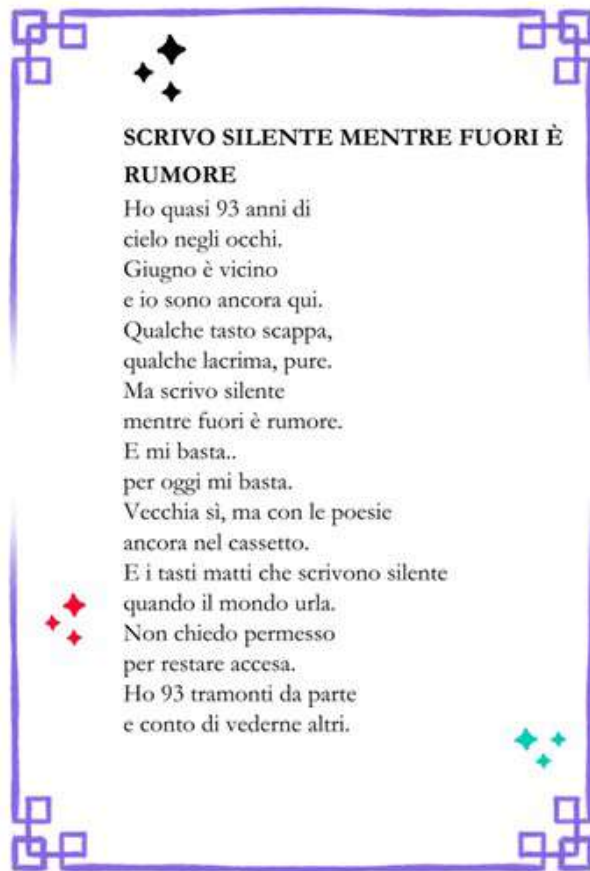 SCRIVO SILENTE MENTRE FUORI È
RUMORE
Ho quasi 93 anni di
cielo negli occhi.
Giugno è vicino
e io sono ancora qui.
Qualche tasto scappa,
qualche lacrima, pure.
Ma scrivo silente
mentre fuori è rumore.
E mi basta..
per oggi mi basta.
Vecchia sì, ma con le poesie
ancora nel cassetto.
E i tasti matti che scrivono silente
quando il mondo urla.
Non chiedo permesso
per restare accesa.
Ho 93 tramonti da parte
e conto di vederne altri.